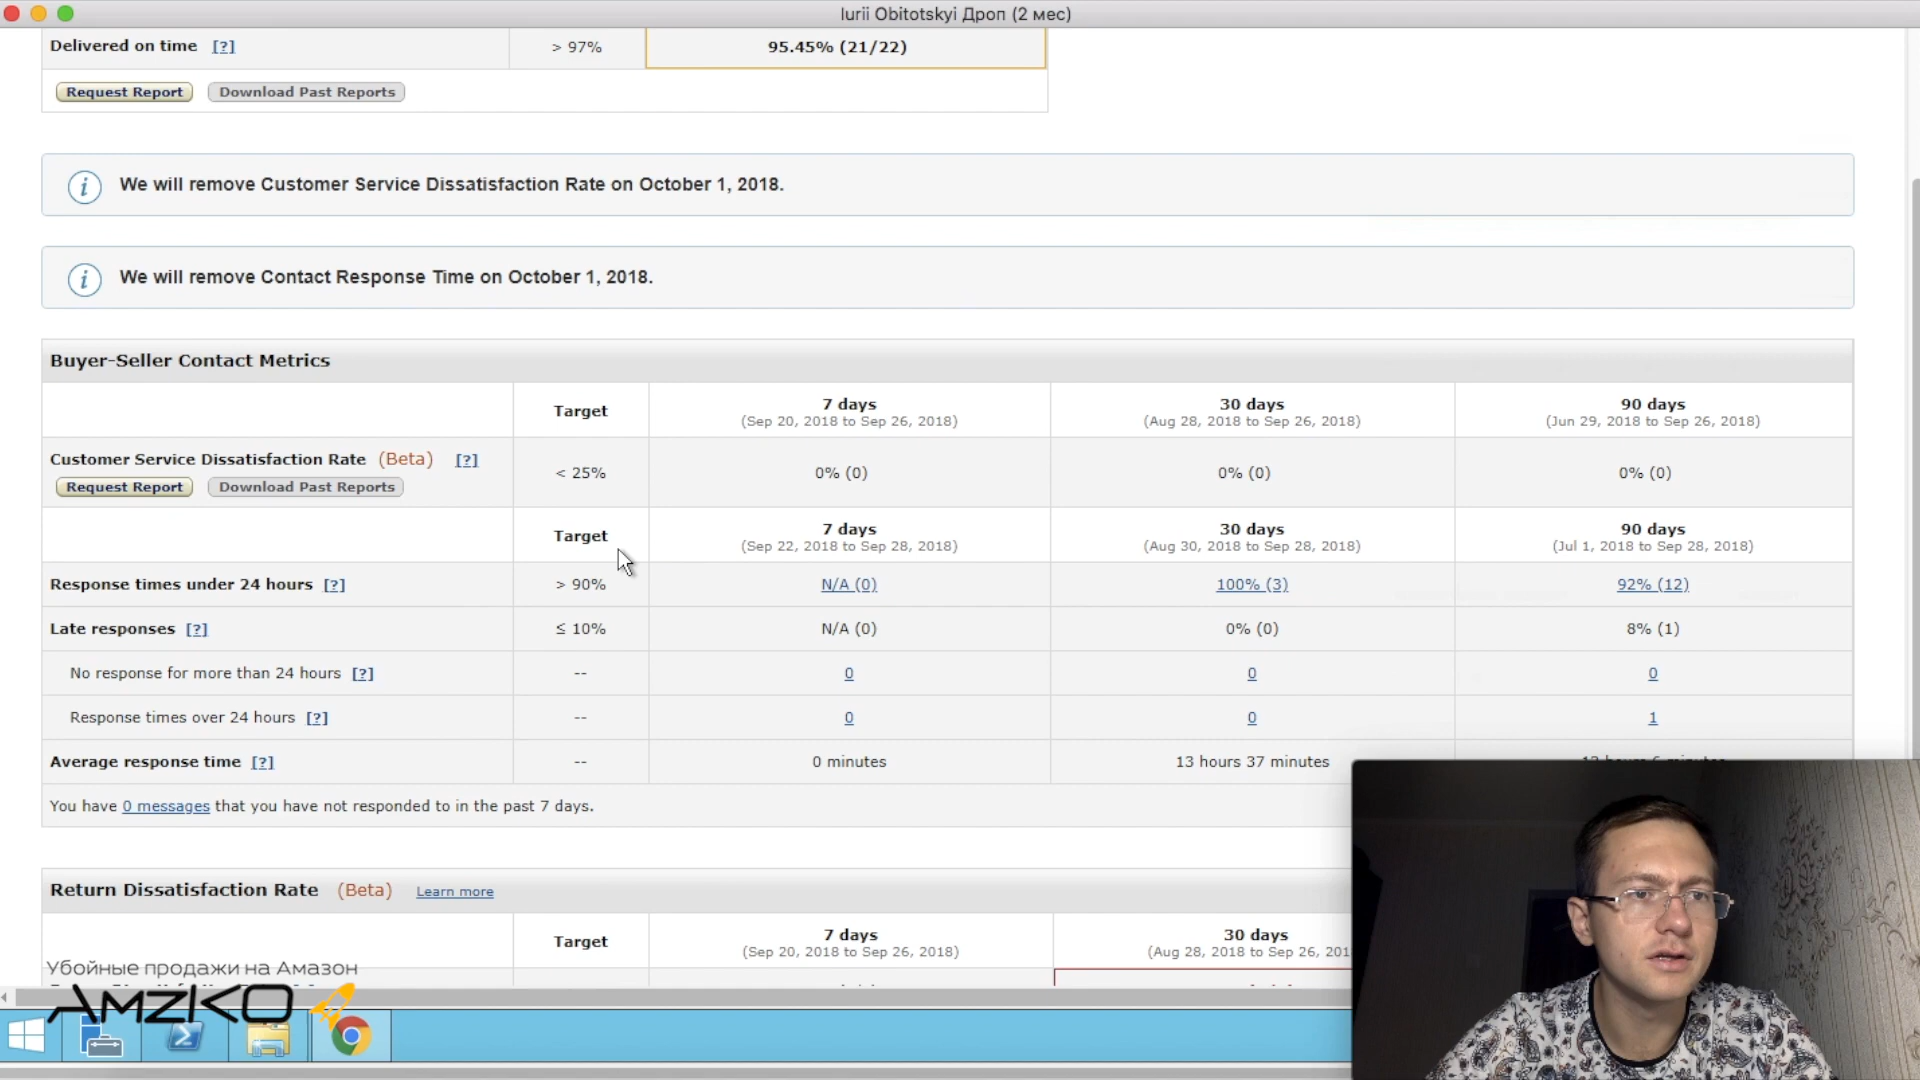 Iurii Obitotskyi Дроп (2 мес)
Delivered on time [?] > 97% 95.45% (21/22)
Request Report Download Past Reports
We will remove Customer Service Dissatisfaction Rate on October 1, 2018.
We will remove Contact Response Time on October 1, 2018.
Buyer-Seller Contact Metrics
Target 7 days 30 days 90 days
(Sep 20, 2018 to Sep 26, 2018) (Aug 28, 2018 to Sep 26, 2018) (Jun 29, 2018 to Sep 26, 2018)
Customer Service Dissatisfaction Rate (Beta) [?] < 25% 0% (0) 0% (0) 0% (0)
Request Report Download Past Reports
Target 7 days 30 days 90 days
(Sep 22, 2018 to Sep 28, 2018) (Aug 30, 2018 to Sep 28, 2018) (Jul 1, 2018 to Sep 28, 2018)
Response times under 24 hours [?] > 90% N/A (0) 100% (3) 92% (12)
Late responses [?] ≤ 10% N/A (0) 0% (0) 8% (1)
No response for more than 24 hours [?] -- 0 0 0
Response times over 24 hours [?] -- 0 0 1
Average response time [?] -- 0 minutes 13 hours 37 minutes
You have 0 messages that you have not responded to in the past 7 days.
Return Dissatisfaction Rate (Beta) Learn more
Target 7 days 30 days
(Sep 20, 2018 to Sep 26, 2018) (Aug 28, 2018 to Sep 26, 201
Убойные продажи на Амазон
AMZKO